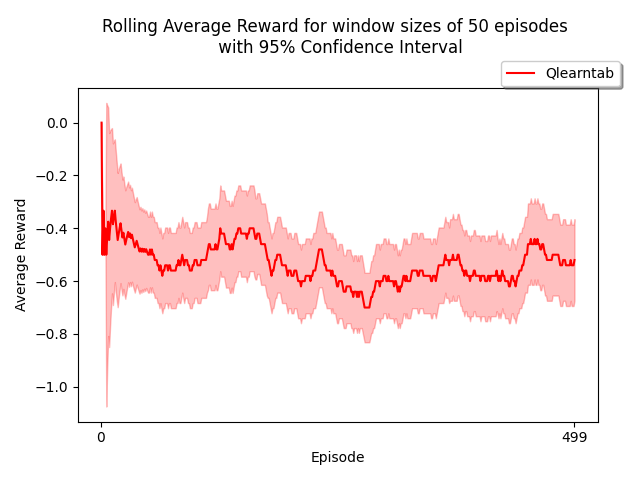 Rolling Average Reward for window sizes of 50 episodes
with 95% Confidence Interval
Qlearntab
0.0
−0.2
−0.4
−0.6
−0.8
−1.0
Average Reward
0
499
Episode